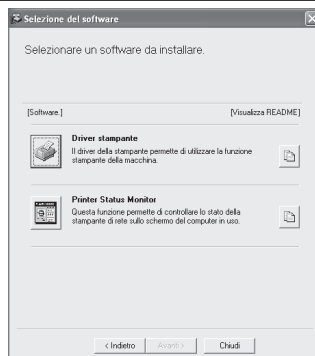 Selezione del software
Selezionare un software da installare.
[Software.] [Visualizza README]
Driver stampante
Il driver della stampante permette di utilizzare la funzione
stampante della macchina.
Printer Status Monitor
Questa funzione permette di controllare lo stato della
stampante di rete sullo schermo del computer in uso.
< Indietro Avanti > Chiudi